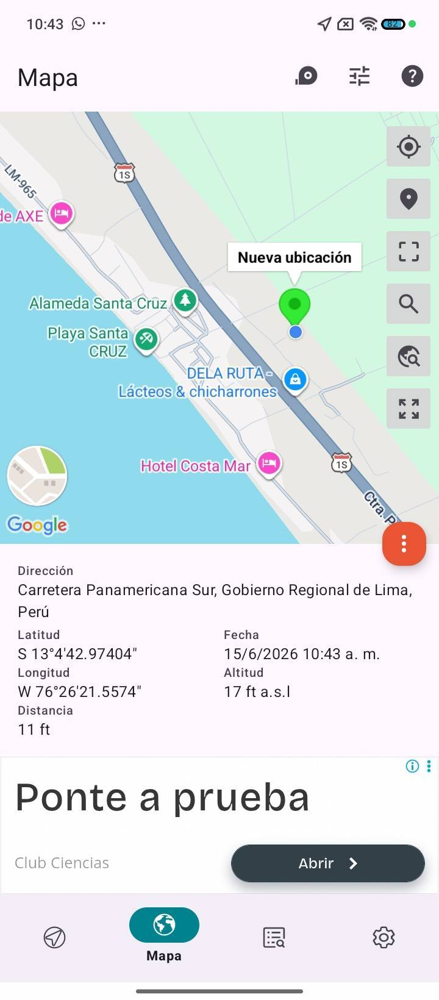 10:43
82
Mapa
LM-965
1S
de AXE
Nueva ubicación
Alameda Santa Cruz
Playa Santa
CRUZ
DELA RUTA -
Lácteos & chicharrones
Hotel Costa Mar
1S
Ctra. P
Google
Dirección
Carretera Panamericana Sur, Gobierno Regional de Lima,
Perú
Latitud
S 13°4'42.97404"
Fecha
15/6/2026 10:43 a. m.
Longitud
W 76°26'21.5574"
Altitud
17 ft a.s.l
Distancia
11 ft
Ponte a prueba
Club Ciencias
Abrir
Mapa